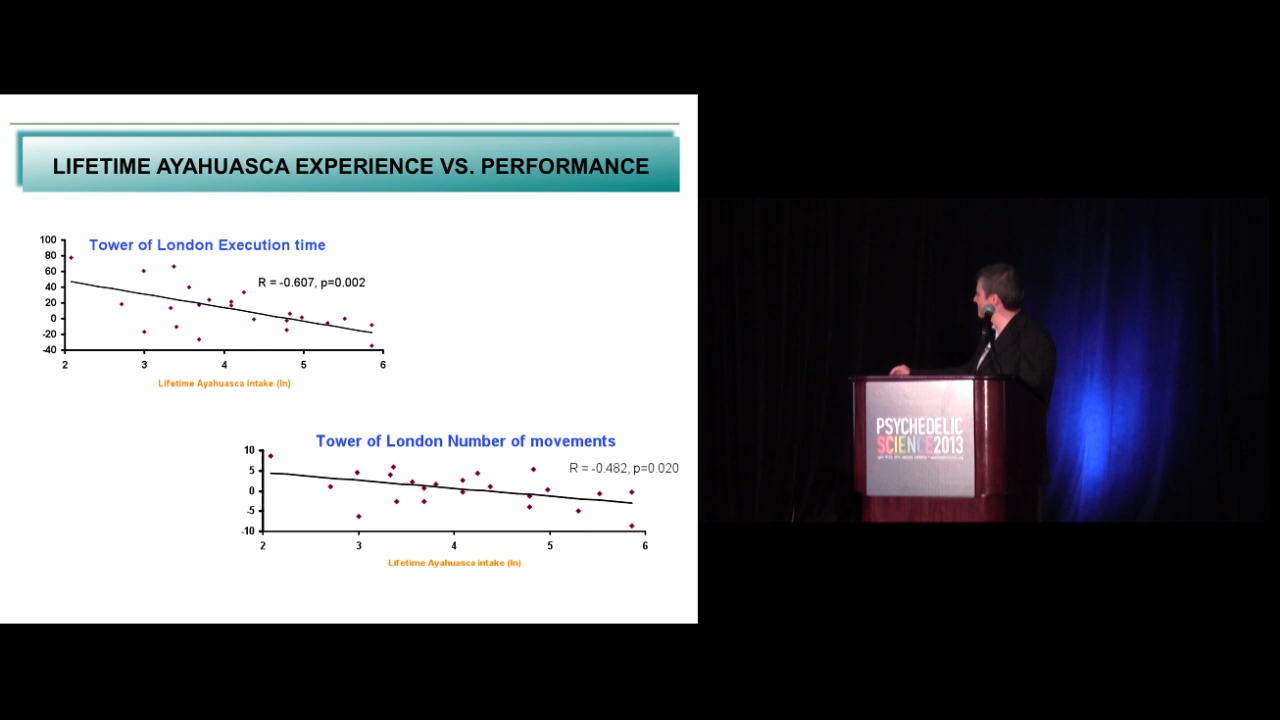 LIFETIME AYAHUASCA EXPERIENCE VS. PERFORMANCE
Tower of London Execution time
R = -0.607, p=0.002
100
80
60
40
20
0
-20
-40
2 3 4 5 6
Lifetime Ayahuasca intake (ln)
Tower of London Number of movements
R = -0.482, p=0.020
10
5
0
-5
-10
2 3 4 5 6
Lifetime Ayahuasca intake (ln)
PSYCHEDELIC
SCIENCE2013